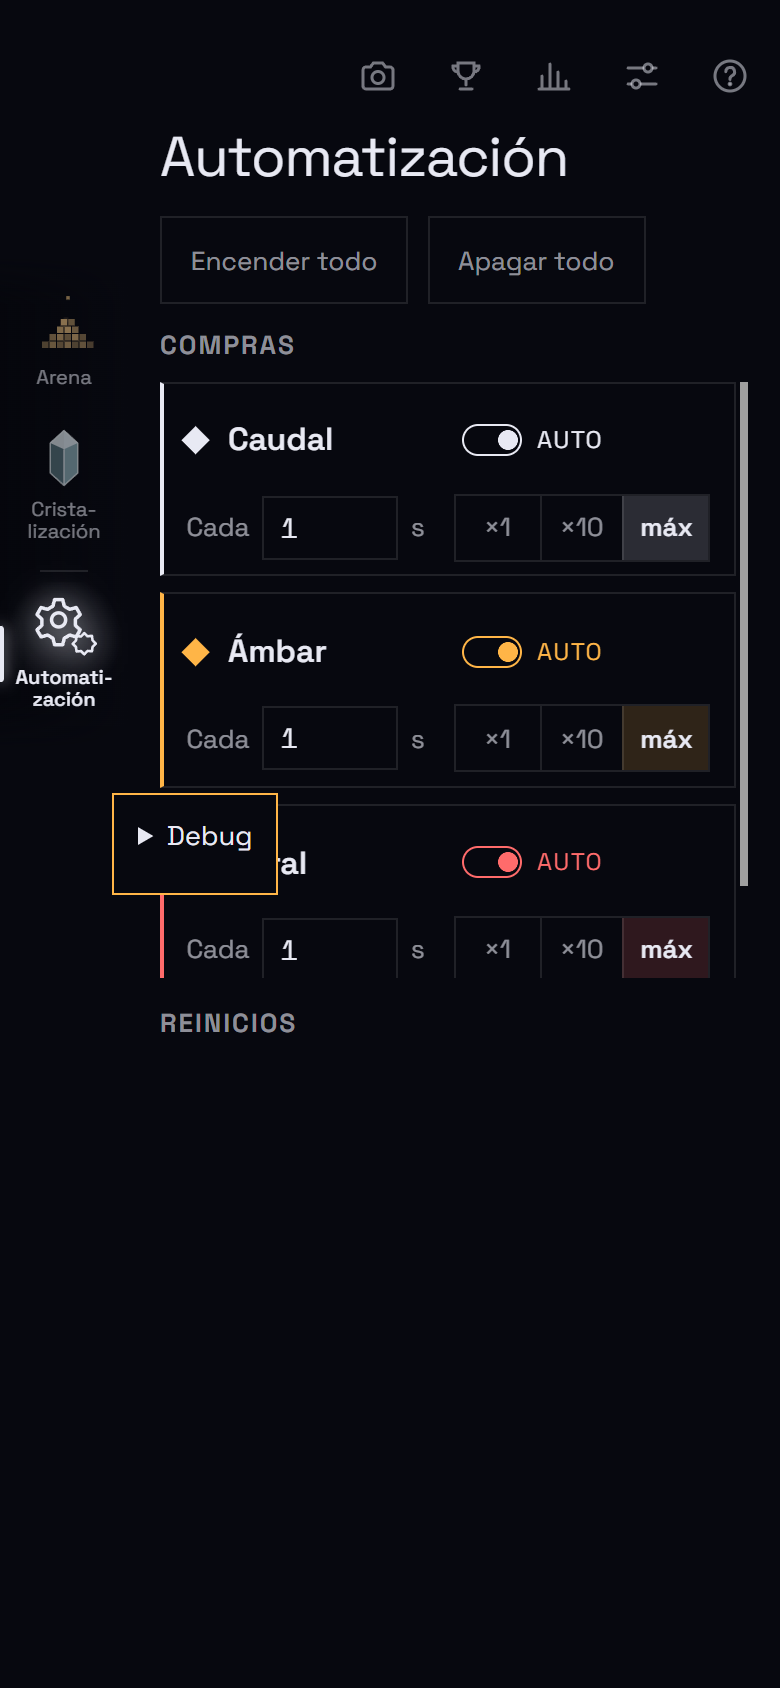 Automatización
Encender todo
Apagar todo
COMPRAS
Arena
Crista-
lización
Automati-
zación
Caudal
AUTO
Cada 1 s ×1 ×10 máx
Ámbar
AUTO
Cada 1 s ×1 ×10 máx
▶ Debug
ral
AUTO
Cada 1 s ×1 ×10 máx
REINICIOS